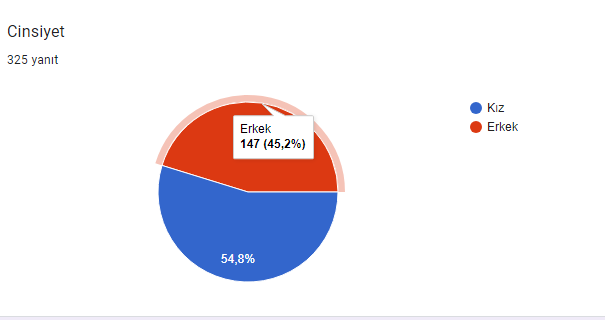 Cinsiyet
325 yanıt
Kız
Erkek
Erkek
147 (45,2%)
54,8%